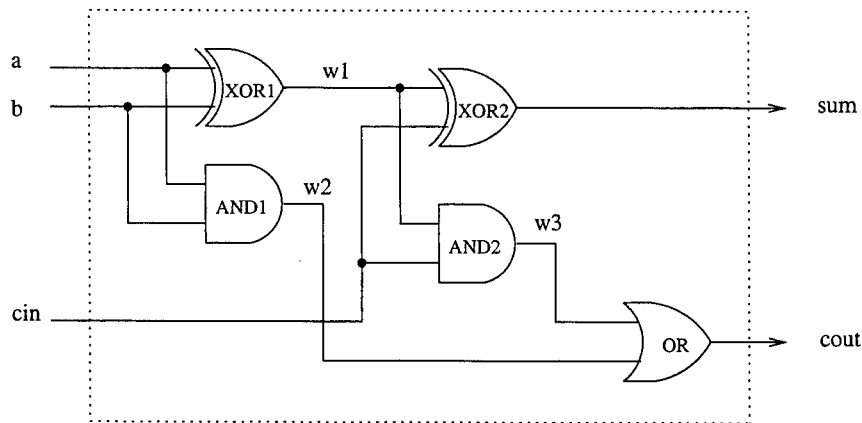 a
w1
XOR1
b
XOR2
sum
w2
AND1
w3
AND2
cin
OR
cout